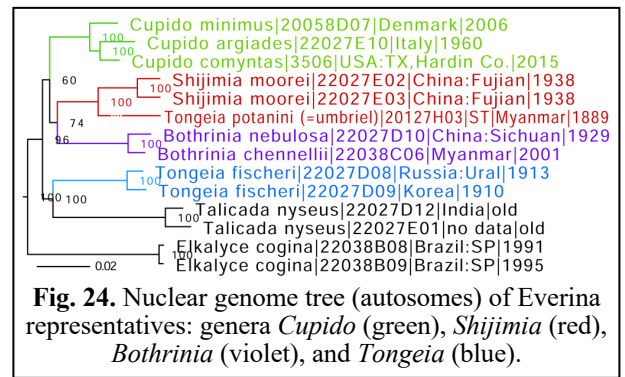 Cupido minimus|20058D07|Denmark|2006
100
Cupido argiades|22027E10|Italy|1960
100
Cupido comyntas|3506|USA:TX,Hardin Co.|2015
60
Shijimia moorei|22027E02|China:Fujian|1938
100
100
Shijimia moorei|22027E03|China:Fujian|1938
Tongeia potanini (=umbriel)|20127H03|ST|Myanmar|1889
74
Bothrinia nebulosa|22027D10|China:Sichuan|1929
96
100
Bothrinia chennellii|22038C06|Myanmar|2001
Tongeia fischeri|22027D08|Russia:Ural|1913
100
Tongeia fischeri|22027D09|Korea|1910
100 100
Talicada nyseus|22027D12|India|old
100
Talicada nyseus|22027E01|no data|old
Elkalyce cogina|22038B08|Brazil:SP|1991
100
Elkalyce cogina|22038B09|Brazil:SP|1995
0.02
Fig. 24. Nuclear genome tree (autosomes) of Everina
representatives: genera Cupido (green), Shijimia (red),
Bothrinia (violet), and Tongeia (blue).